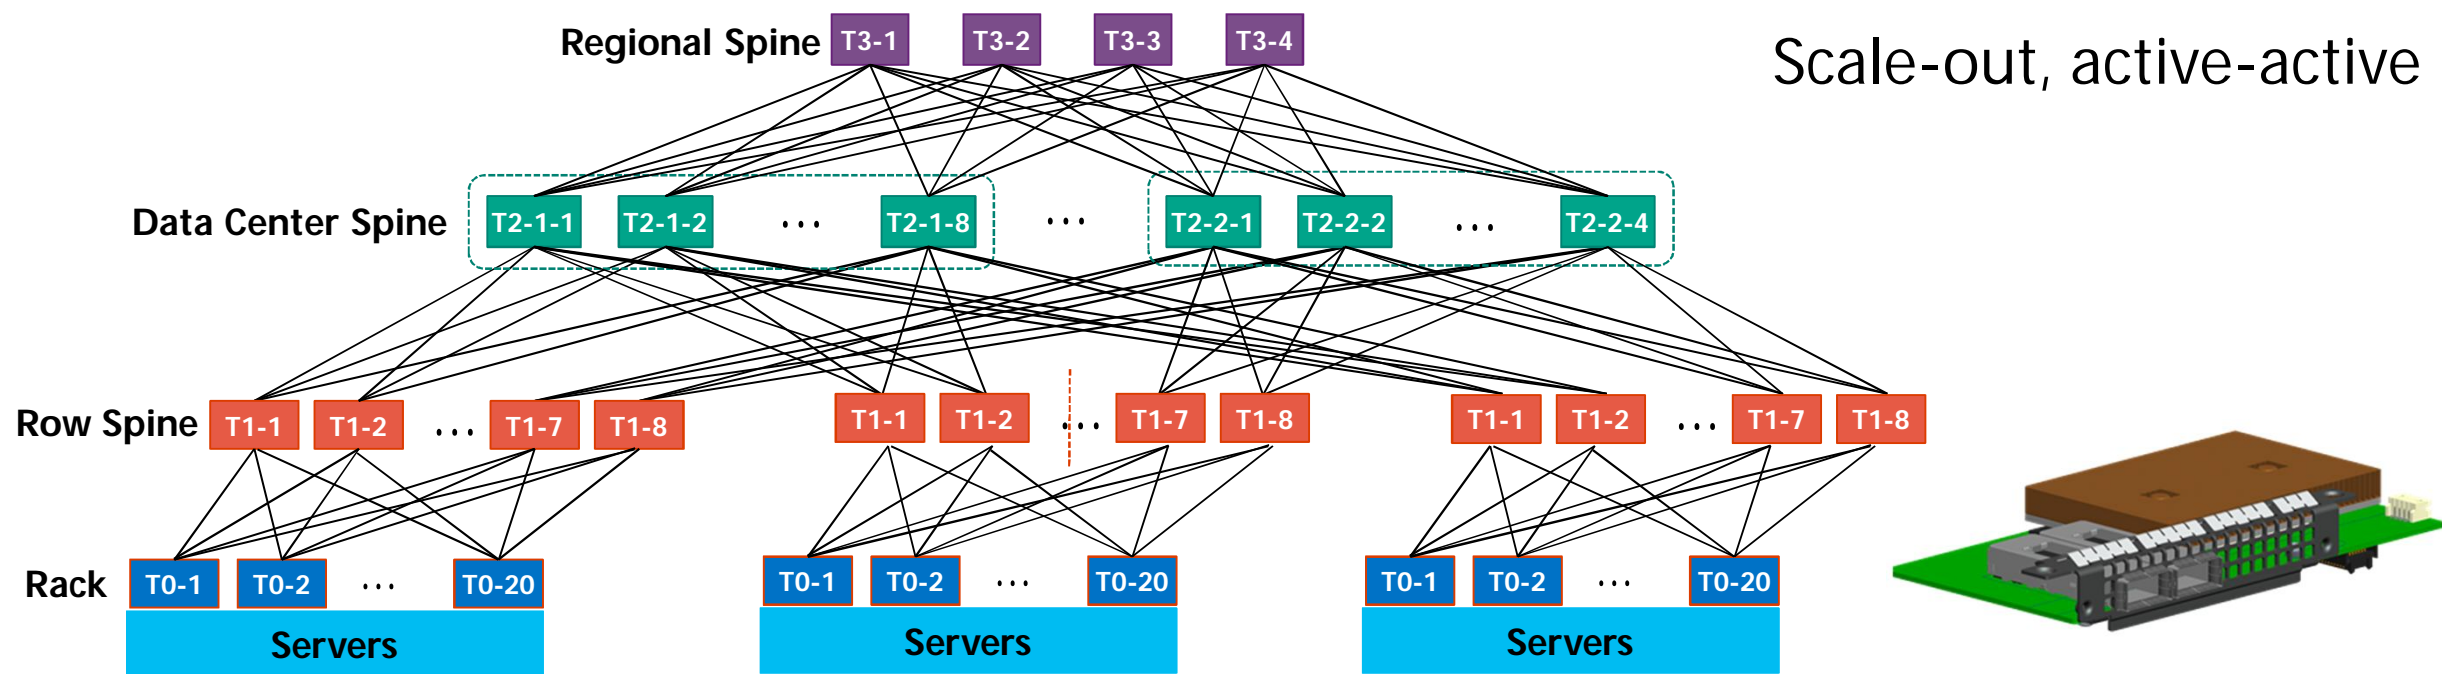 Regional Spine T3-1 T3-2 T3-3 T3-4
Scale-out, active-active
Data Center Spine T2-1-1 T2-1-2 ... T2-1-8 ... T2-2-1 T2-2-2 ... T2-2-4
Row Spine T1-1 T1-2 ... T1-7 T1-8 T1-1 T1-2 ... T1-7 T1-8 T1-1 T1-2 ... T1-7 T1-8
Rack T0-1 T0-2 ... T0-20 T0-1 T0-2 ... T0-20 T0-1 T0-2 ... T0-20
Servers Servers Servers